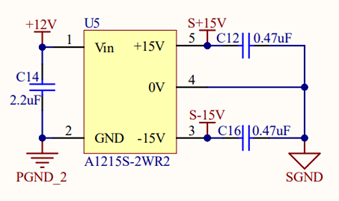 +12V U5 S+15V
1 Vin +15V 5 C12 0.47uF
C14 0V 4
2.2uF S-15V
2 GND -15V 3 C16 0.47uF
PGND_2 A1215S-2WR2 SGND